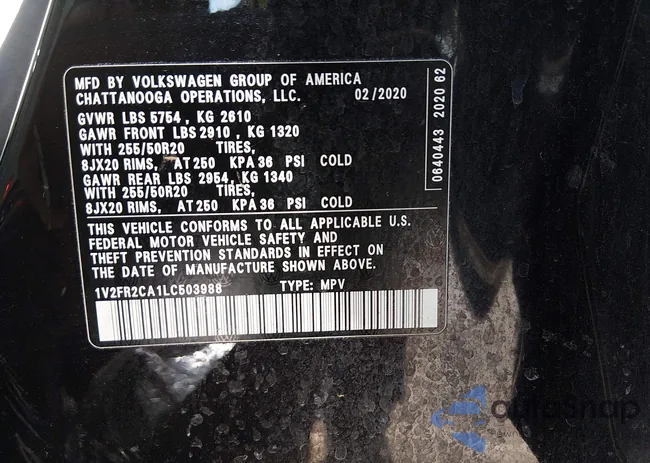 MFD BY VOLKSWAGEN GROUP OF AMERICA
CHATTANOOGA OPERATIONS, LLC. 02/2020
GVWR LBS 5754 , KG 2610
GAWR FRONT LBS 2910 , KG 1320
WITH 255/50R20 TIRES,
8JX20 RIMS, AT 250 KPA 36 PSI COLD
GAWR REAR LBS 2954 , KG 1340
WITH 255/50R20 TIRES,
8JX20 RIMS, AT 250 KPA 36 PSI COLD
THIS VEHICLE CONFORMS TO ALL APPLICABLE U.S.
FEDERAL MOTOR VEHICLE SAFETY AND
THEFT PREVENTION STANDARDS IN EFFECT ON
THE DATE OF MANUFACTURE SHOWN ABOVE.
1V2FR2CA1LC503988 TYPE: MPV
0640443 2020 62
autoSnap